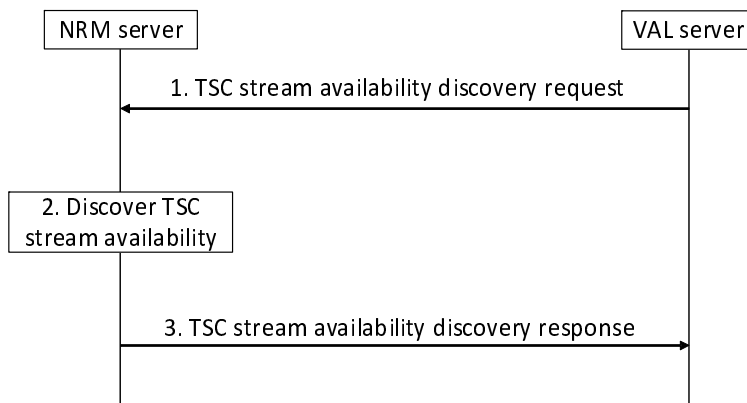 NRM server
VAL server
1. TSC stream availability discovery request
2. Discover TSC
stream availability
3. TSC stream availability discovery response